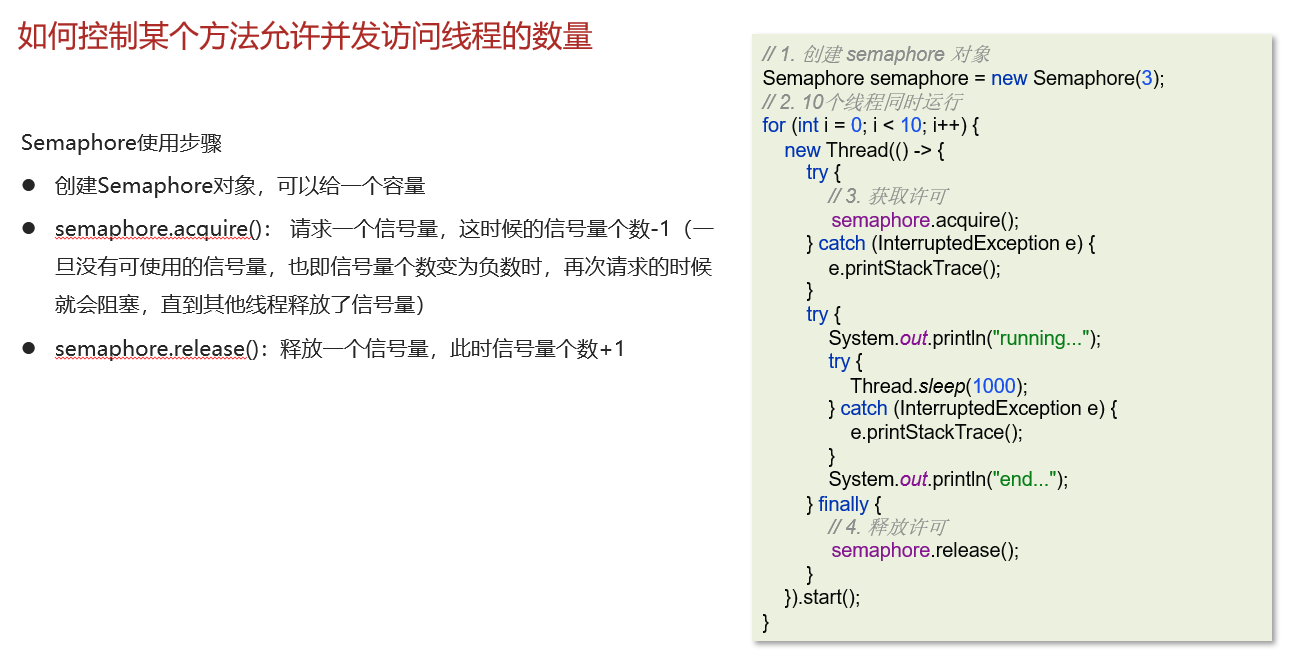 如何控制某个方法允许并发访问线程的数量
Semaphore使用步骤
● 创建Semaphore对象，可以给一个容量
● semaphore.acquire()： 请求一个信号量，这时候的信号量个数-1（一
旦没有可使用的信号量，也即信号量个数变为负数时，再次请求的时候
就会阻塞，直到其他线程释放了信号量）
● semaphore.release()：释放一个信号量，此时信号量个数+1
// 1. 创建 semaphore 对象
Semaphore semaphore = new Semaphore(3);
// 2. 10个线程同时运行
for (int i = 0; i < 10; i++) {
new Thread(() -> {
try {
// 3. 获取许可
semaphore.acquire();
} catch (InterruptedException e) {
e.printStackTrace();
}
try {
System.out.println("running...");
try {
Thread.sleep(1000);
} catch (InterruptedException e) {
e.printStackTrace();
}
System.out.println("end...");
} finally {
// 4. 释放许可
semaphore.release();
}
}).start();
}